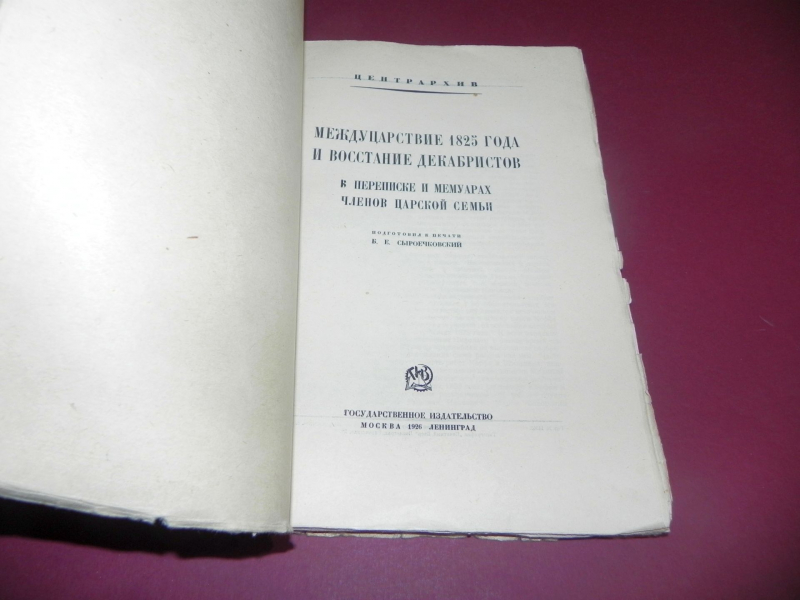 ЦЕНТРАРХИВ
МЕЖДУЦАРСТВИЕ 1825 ГОДА
И ВОССТАНИЕ ДЕКАБРИСТОВ
В ПЕРЕПИСКЕ И МЕМУАРАХ
ЧЛЕНОВ ЦАРСКОЙ СЕМЬИ
ПОДГОТОВИЛ К ПЕЧАТИ
Б. Е. СЫРОЕЧКОВСКИЙ
ГИЗ
ГОСУДАРСТВЕННОЕ ИЗДАТЕЛЬСТВО
МОСКВА 1926 ЛЕНИНГРАД